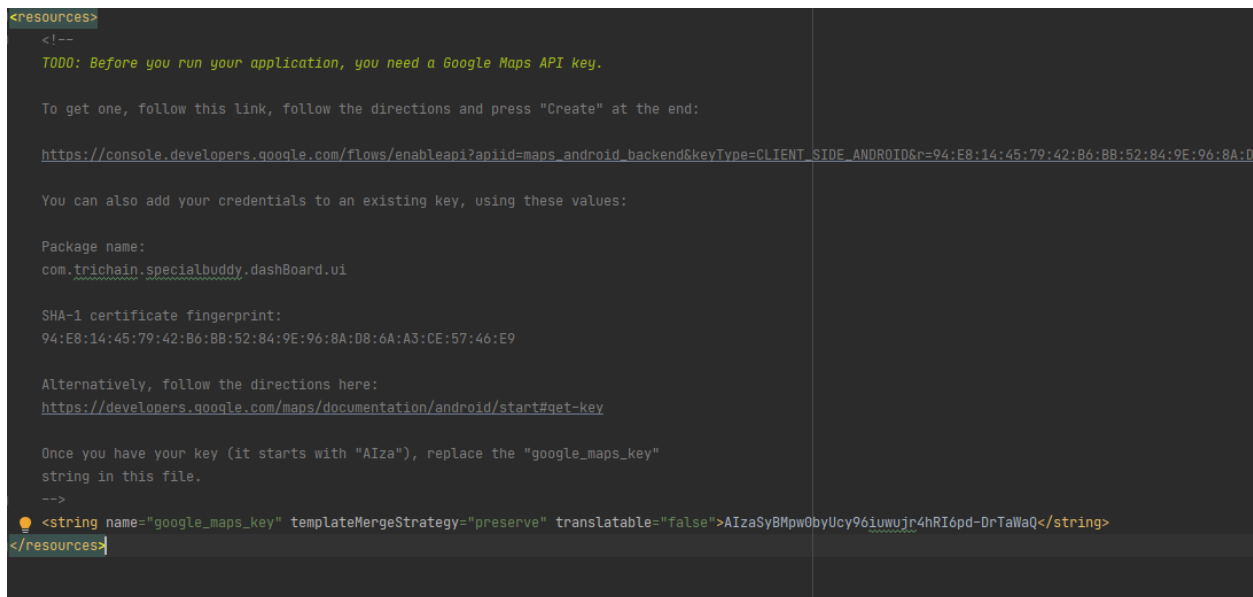 <resources>
<!--
TODO: Before you run your application, you need a Google Maps API key.
To get one, follow this link, follow the directions and press "Create" at the end:
https://console.developers.google.com/flows/enableapi?apiid=maps_android_backend&keyType=CLIENT_SIDE_ANDROID&r=94:E8:14:45:79:42:B6:BB:52:84:9E:96:8A:D
You can also add your credentials to an existing key, using these values:
Package name:
com.trichain.specialbuddy.dashBoard.ui
SHA-1 certificate fingerprint:
94:E8:14:45:79:42:B6:BB:52:84:9E:96:8A:D8:6A:A3:CE:57:46:E9
Alternatively, follow the directions here:
https://developers.google.com/maps/documentation/android/start#get-key
Once you have your key (it starts with "AIza"), replace the "google_maps_key"
string in this file.
-->
<string name="google_maps_key" templateMergeStrategy="preserve" translatable="false">AIzaSyBMpwObyUcy96iuwujr4hRI6pd-DrTaWaQ</string>
</resources>